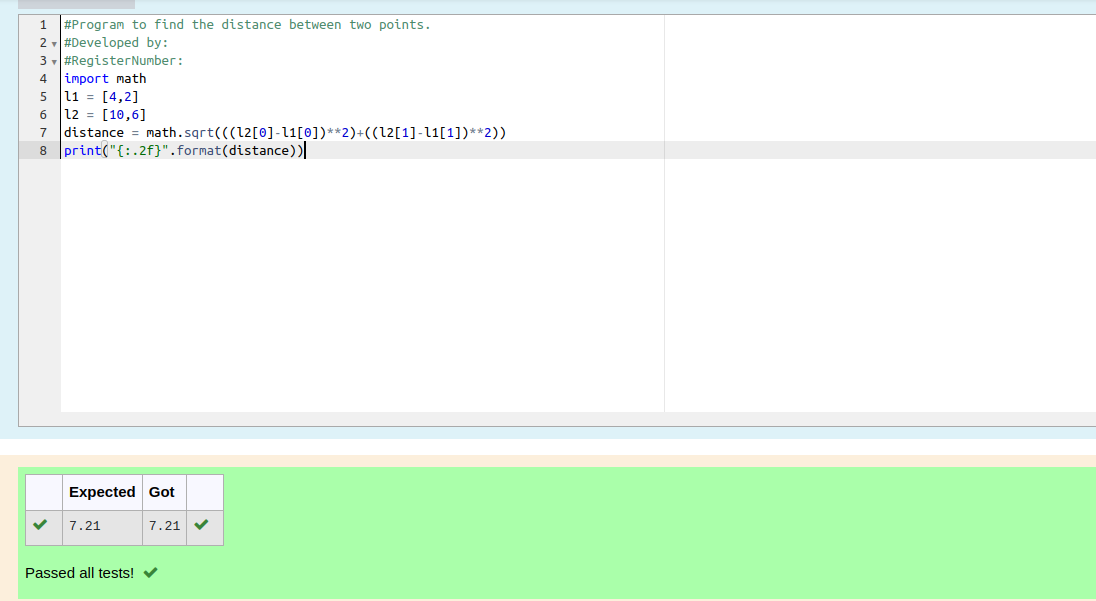 1 #Program to find the distance between two points.
2 #Developed by:
3 #RegisterNumber:
4 import math
5 l1 = [4,2]
6 l2 = [10,6]
7 distance = math.sqrt(((l2[0]-l1[0])**2)+((l2[1]-l1[1])**2))
8 print("{:.2f}".format(distance))
Expected Got
7.21 7.21
Passed all tests!